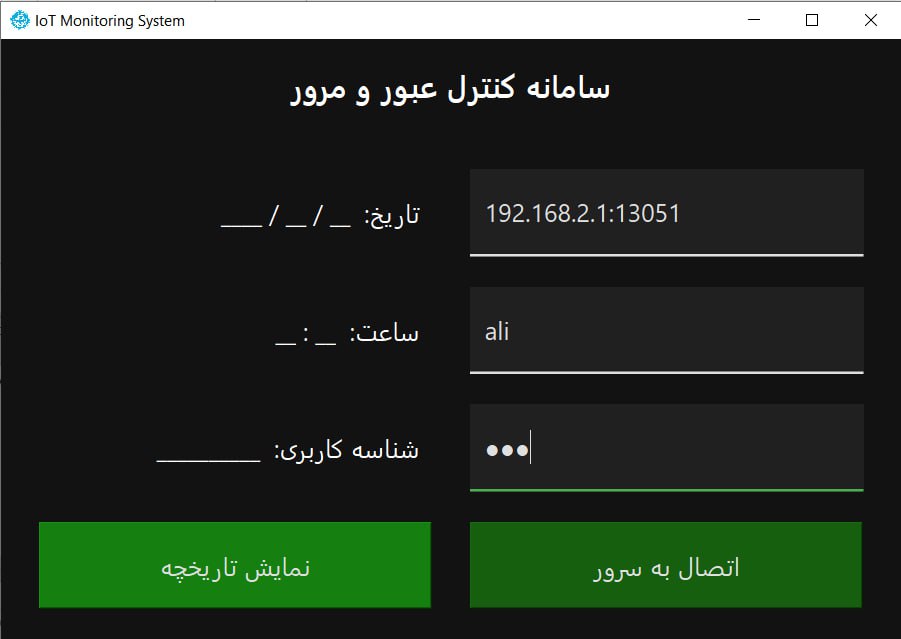 IoT Monitoring System
سامانه کنترل عبور و مرور
192.168.2.1:13051
تاریخ: __ / __ / ____
ali
ساعت: __ : __
●●●
شناسه کاربری: __________
اتصال به سرور
نمایش تاریخچه